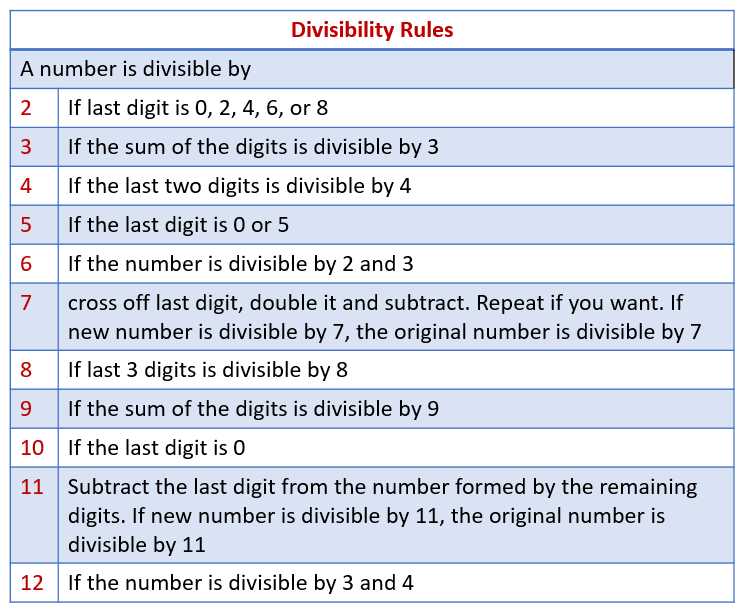 Divisibility Rules
A number is divisible by
2 If last digit is 0, 2, 4, 6, or 8
3 If the sum of the digits is divisible by 3
4 If the last two digits is divisible by 4
5 If the last digit is 0 or 5
6 If the number is divisible by 2 and 3
7 cross off last digit, double it and subtract. Repeat if you want. If
new number is divisible by 7, the original number is divisible by 7
8 If last 3 digits is divisible by 8
9 If the sum of the digits is divisible by 9
10 If the last digit is 0
11 Subtract the last digit from the number formed by the remaining
digits. If new number is divisible by 11, the original number is
divisible by 11
12 If the number is divisible by 3 and 4